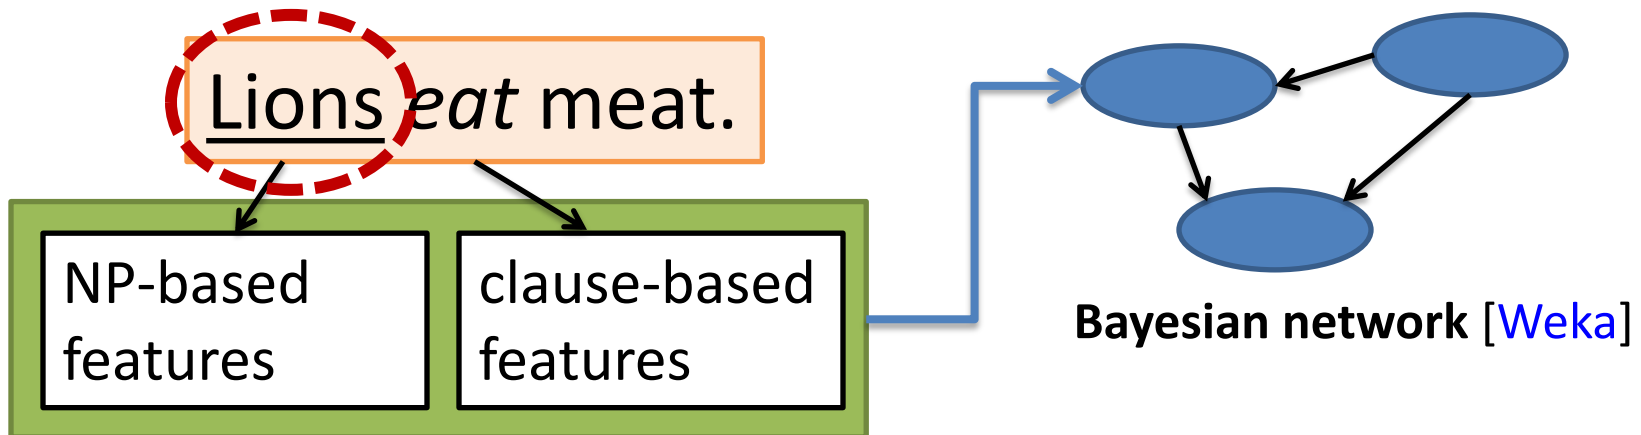 Lions eat meat.
NP-based
features
clause-based
features
Bayesian network [Weka]